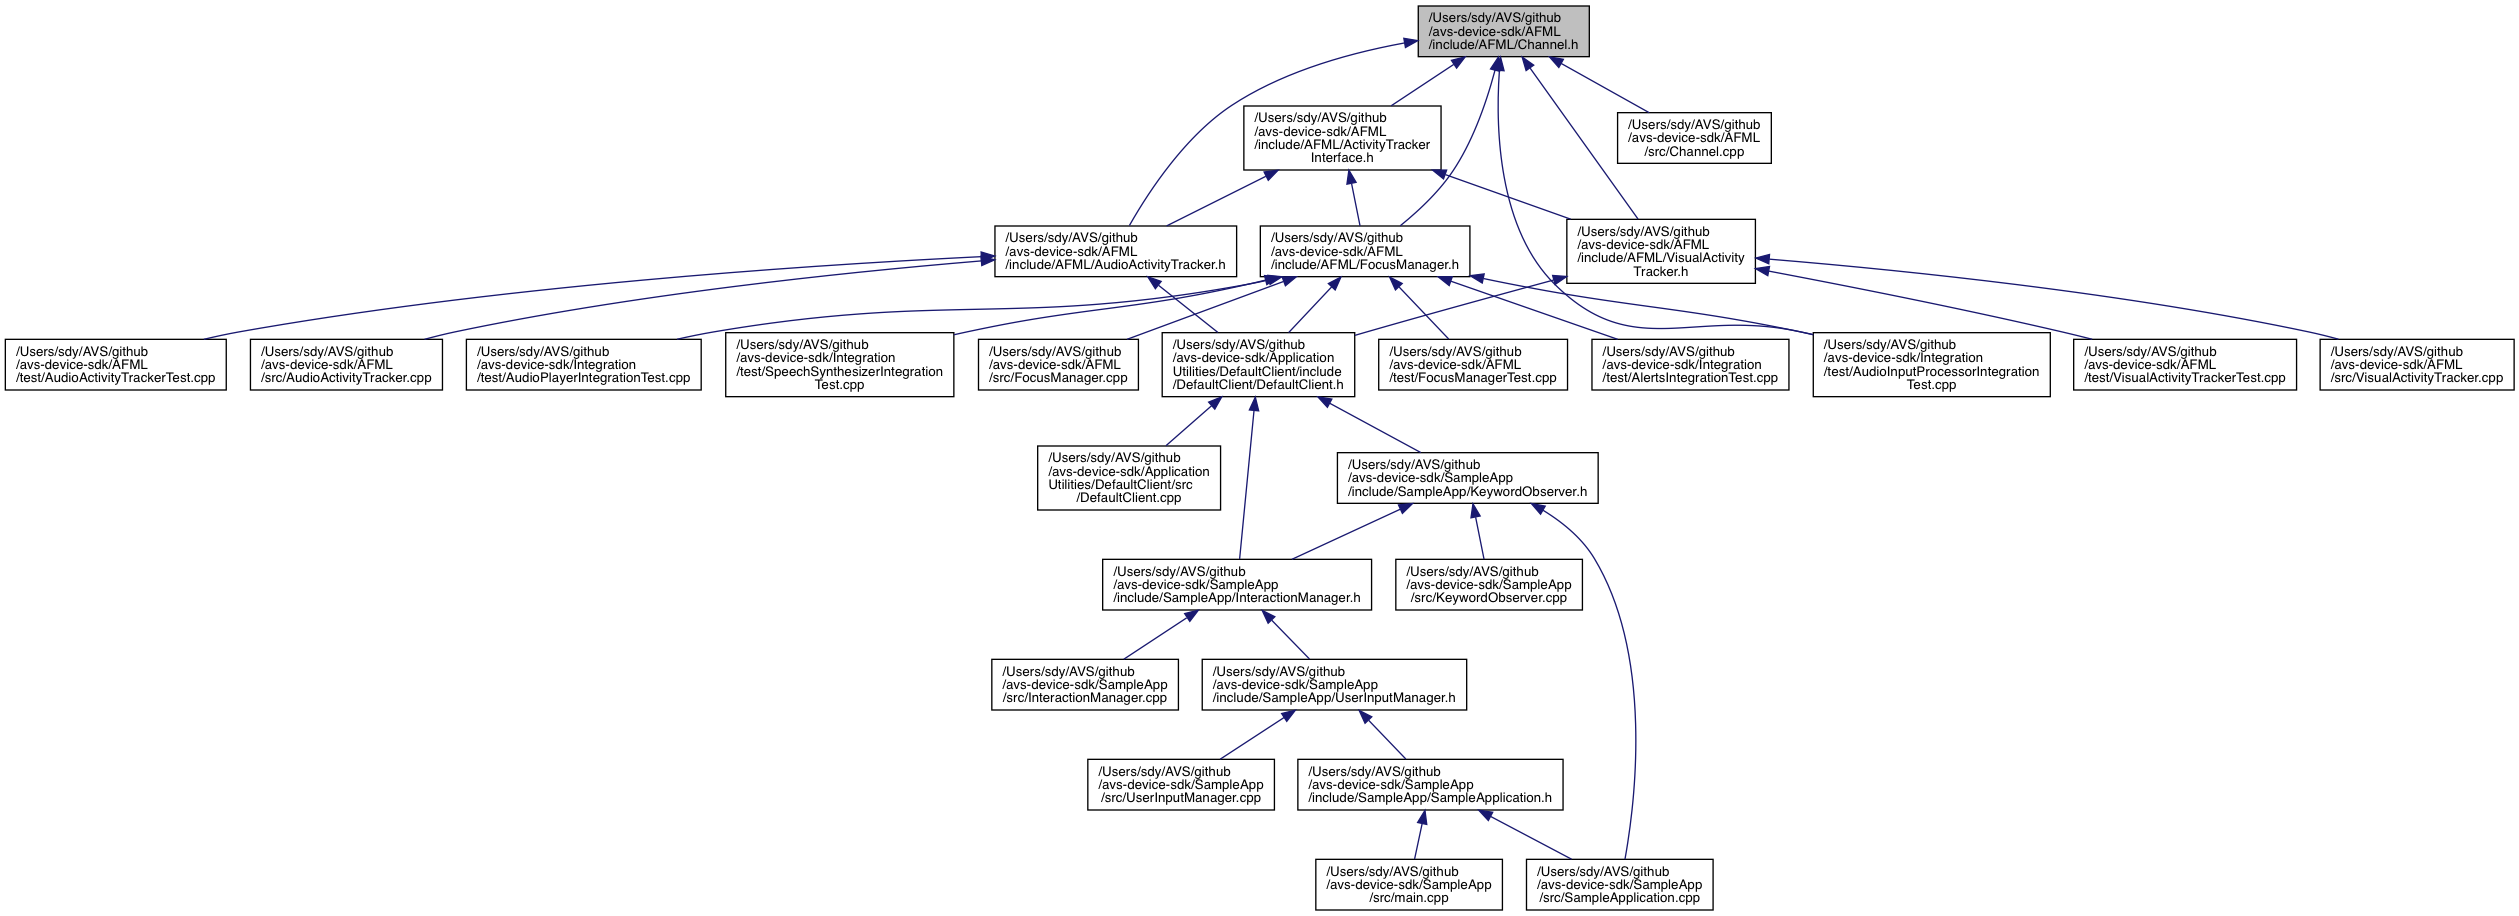 /Users/sdy/AVS/github
/avs-device-sdk/AFML
/include/AFML/Channel.h
/Users/sdy/AVS/github
/avs-device-sdk/AFML
/include/AFML/ActivityTracker
Interface.h
/Users/sdy/AVS/github
/avs-device-sdk/AFML
/src/Channel.cpp
/Users/sdy/AVS/github
/avs-device-sdk/AFML
/include/AFML/AudioActivityTracker.h
/Users/sdy/AVS/github
/avs-device-sdk/AFML
/include/AFML/FocusManager.h
/Users/sdy/AVS/github
/avs-device-sdk/AFML
/include/AFML/VisualActivity
Tracker.h
/Users/sdy/AVS/github
/avs-device-sdk/AFML
/test/AudioActivityTrackerTest.cpp
/Users/sdy/AVS/github
/avs-device-sdk/AFML
/src/AudioActivityTracker.cpp
/Users/sdy/AVS/github
/avs-device-sdk/Integration
/test/AudioPlayerIntegrationTest.cpp
/Users/sdy/AVS/github
/avs-device-sdk/Integration
/test/SpeechSynthesizerIntegration
Test.cpp
/Users/sdy/AVS/github
/avs-device-sdk/AFML
/src/FocusManager.cpp
/Users/sdy/AVS/github
/avs-device-sdk/Application
Utilities/DefaultClient/include
/DefaultClient/DefaultClient.h
/Users/sdy/AVS/github
/avs-device-sdk/AFML
/test/FocusManagerTest.cpp
/Users/sdy/AVS/github
/avs-device-sdk/Integration
/test/AlertsIntegrationTest.cpp
/Users/sdy/AVS/github
/avs-device-sdk/Integration
/test/AudioInputProcessorIntegration
Test.cpp
/Users/sdy/AVS/github
/avs-device-sdk/AFML
/test/VisualActivityTrackerTest.cpp
/Users/sdy/AVS/github
/avs-device-sdk/AFML
/src/VisualActivityTracker.cpp
/Users/sdy/AVS/github
/avs-device-sdk/Application
Utilities/DefaultClient/src
/DefaultClient.cpp
/Users/sdy/AVS/github
/avs-device-sdk/SampleApp
/include/SampleApp/KeywordObserver.h
/Users/sdy/AVS/github
/avs-device-sdk/SampleApp
/include/SampleApp/InteractionManager.h
/Users/sdy/AVS/github
/avs-device-sdk/SampleApp
/src/KeywordObserver.cpp
/Users/sdy/AVS/github
/avs-device-sdk/SampleApp
/src/InteractionManager.cpp
/Users/sdy/AVS/github
/avs-device-sdk/SampleApp
/include/SampleApp/UserInputManager.h
/Users/sdy/AVS/github
/avs-device-sdk/SampleApp
/src/UserInputManager.cpp
/Users/sdy/AVS/github
/avs-device-sdk/SampleApp
/include/SampleApp/SampleApplication.h
/Users/sdy/AVS/github
/avs-device-sdk/SampleApp
/src/main.cpp
/Users/sdy/AVS/github
/avs-device-sdk/SampleApp
/src/SampleApplication.cpp